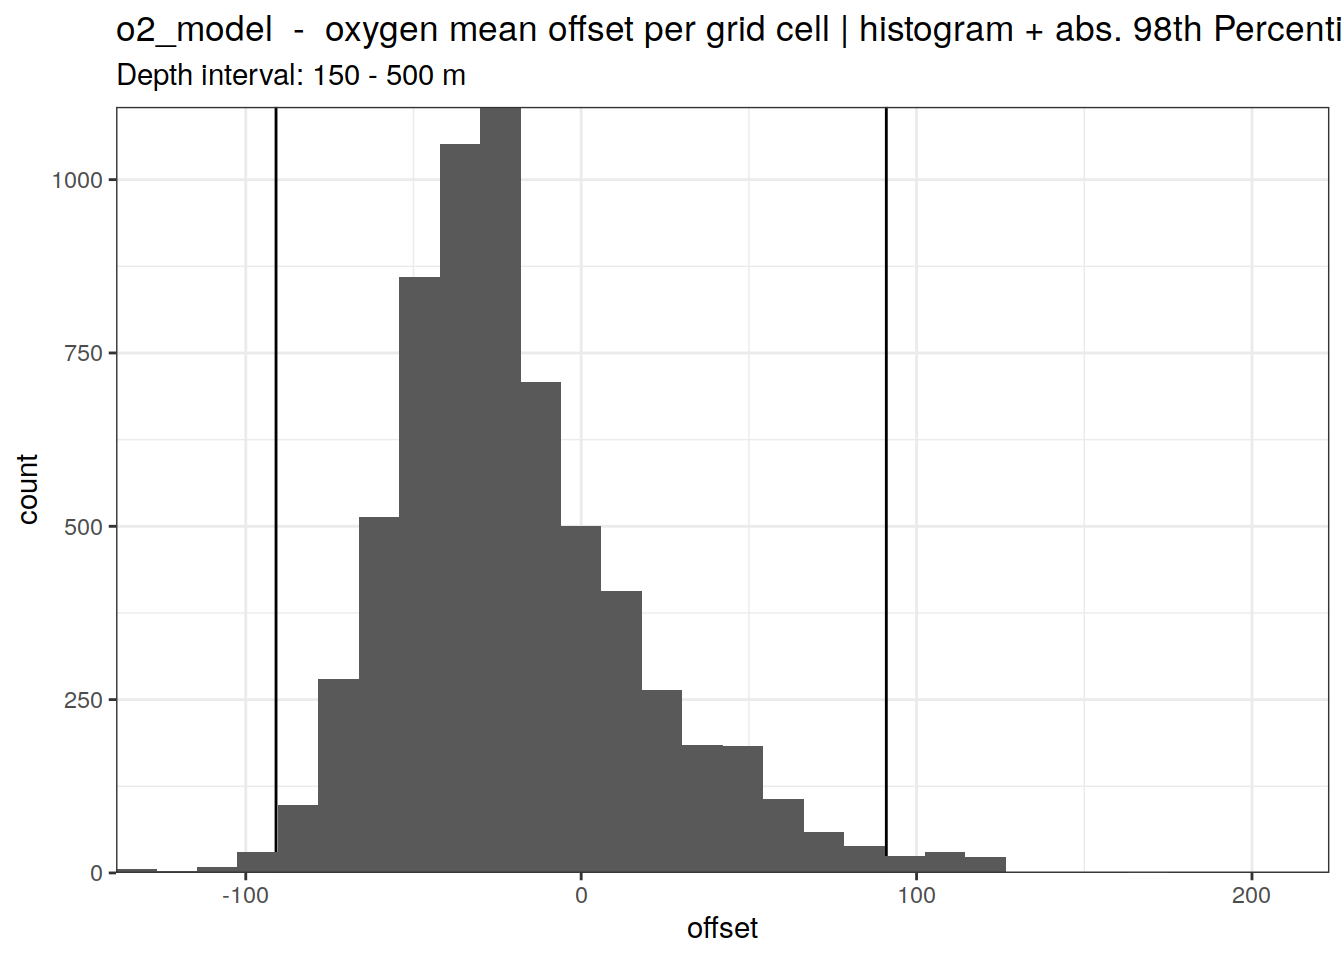 o2_model - oxygen mean offset per grid cell | histogram + abs. 98th Percenti
Depth interval: 150 - 500 m
1000
750
500
250
0
count
-100
0
100
200
offset